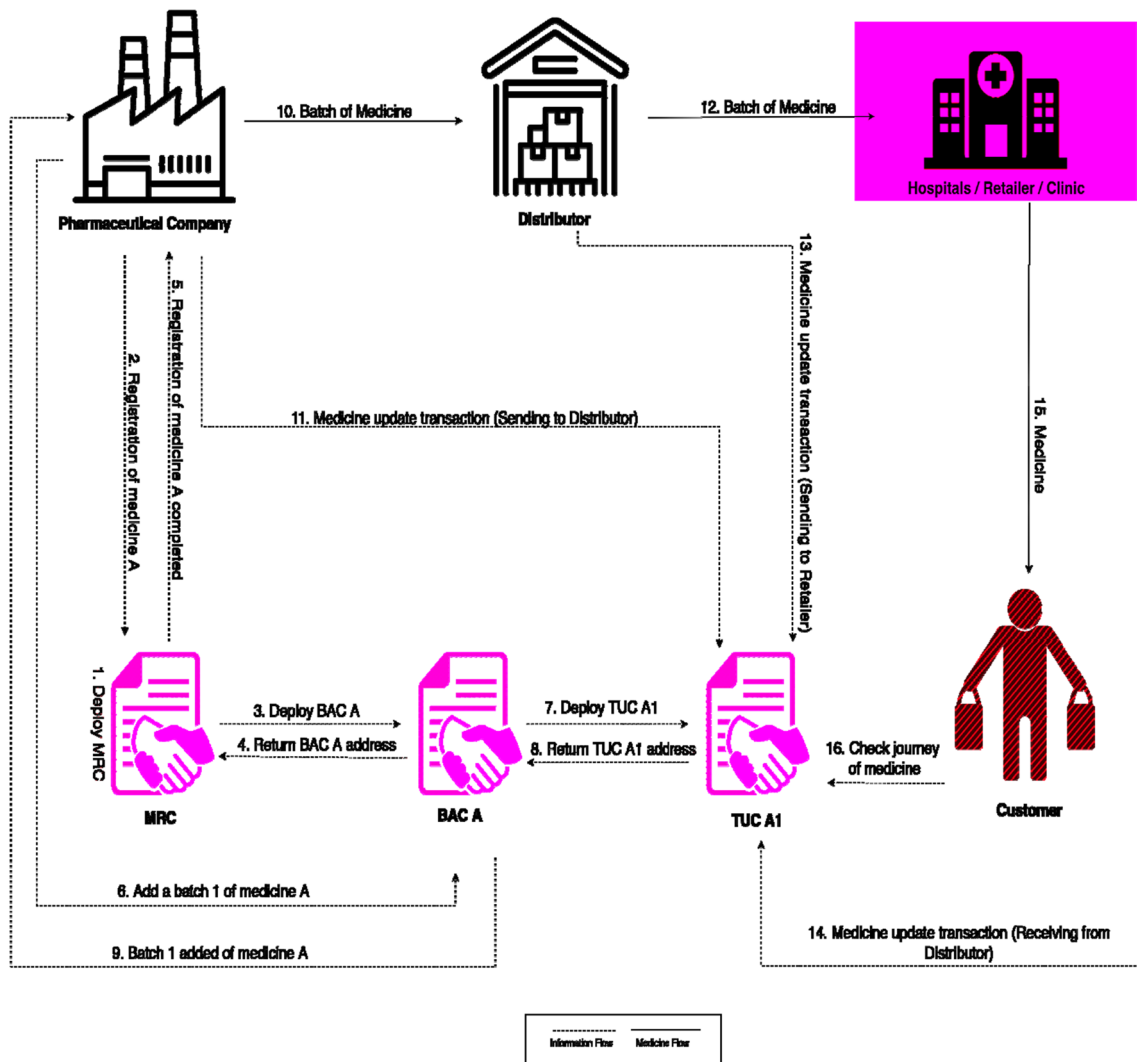 10. Batch of Medicine
12. Batch of Medicine
Hospitals / Retailer / Clinic
Pharmaceutical Company
Distributor
2. Registration of medicine A
5. Registration of medicine A completed
13. Medicine update transaction (Sending to Retailer)
15. Medicine
11. Medicine update transaction (Sending to Distributor)
1. Deploy MRC
3. Deploy BAC A
4. Return BAC A address
7. Deploy TUC A1
8. Return TUC A1 address
16. Check journey
of medicine
MRC
BAC A
TUC A1
Customer
6. Add a batch 1 of medicine A
9. Batch 1 added of medicine A
14. Medicine update transaction (Receiving from
Distributor)
Information Flow
Medicine Flow